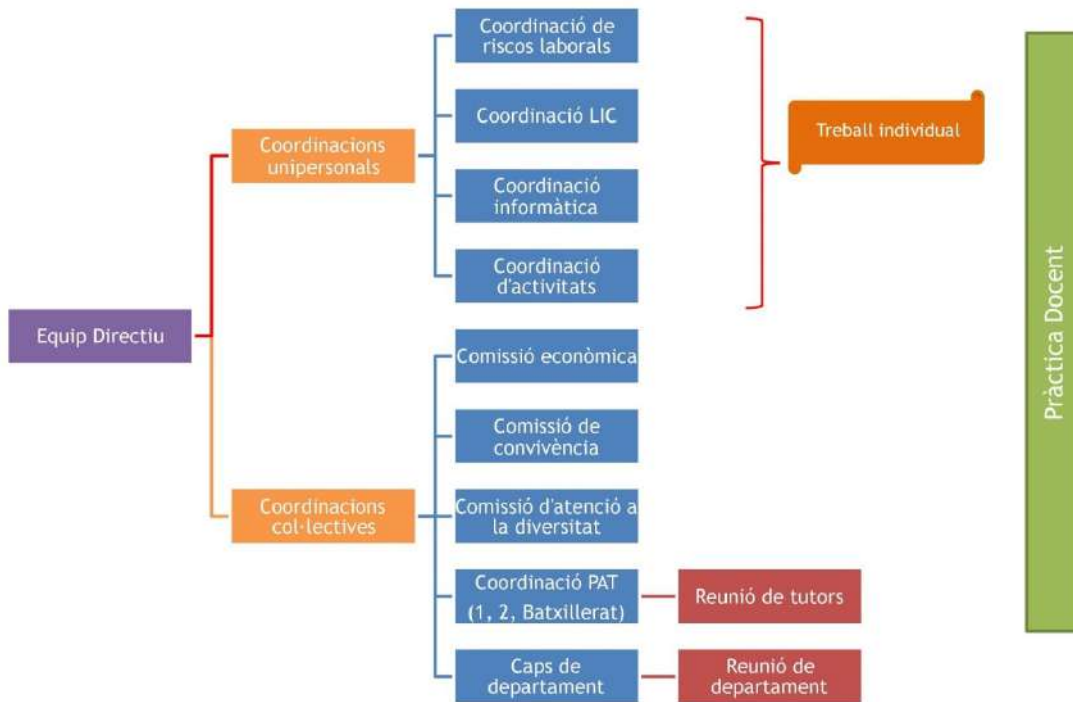 Coordinació de
riscos laborals
Coordinació LIC
Treball individual
Coordinacions
unipersonals
Coordinació
informàtica
Coordinació
d'activitats
Equip Directiu
Comissió econòmica
Comissió de
convivència
Coordinacions
col·lectives
Comissió d'atenció a
la diversitat
Coordinació PAT
(1, 2, Batxillerat)
Reunió de tutors
Caps de
departament
Reunió de
departament
Pràctica Docent